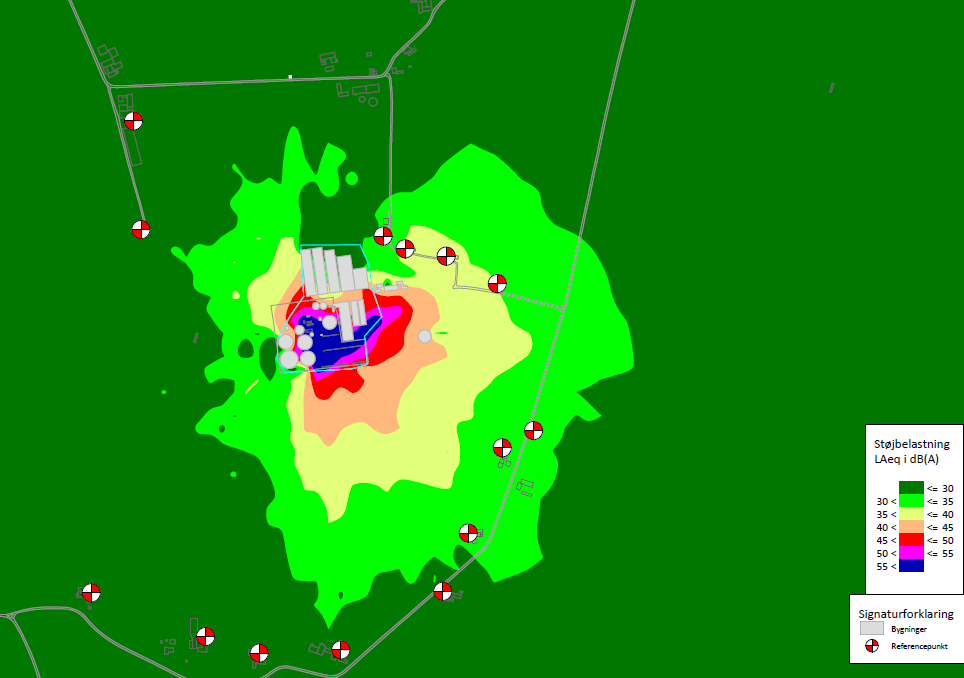 Støjbelastning
LAeq i dB(A)
<= 30
30 < <= 35
35 < <= 40
40 < <= 45
45 < <= 50
50 < <= 55
55 <
Signaturforklaring
Bygninger
Referencepunkt